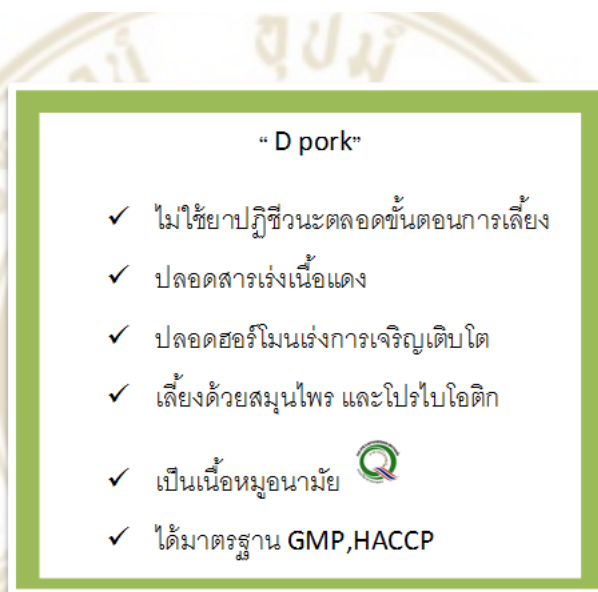 “ D pork”
✓ ไม่ใช้ยาปฏิชีวนะตลอดขั้นตอนการเลี้ยง
✓ ปลอดสารเร่งเนื้อแดง
✓ ปลอดฮอร์โมนเร่งการเจริญเติบโต
✓ เลี้ยงด้วยสมุนไพร และโปรไบโอติก
✓ เป็นเนื้อหมูอนามัย Q
✓ ได้มาตรฐาน GMP,HACCP